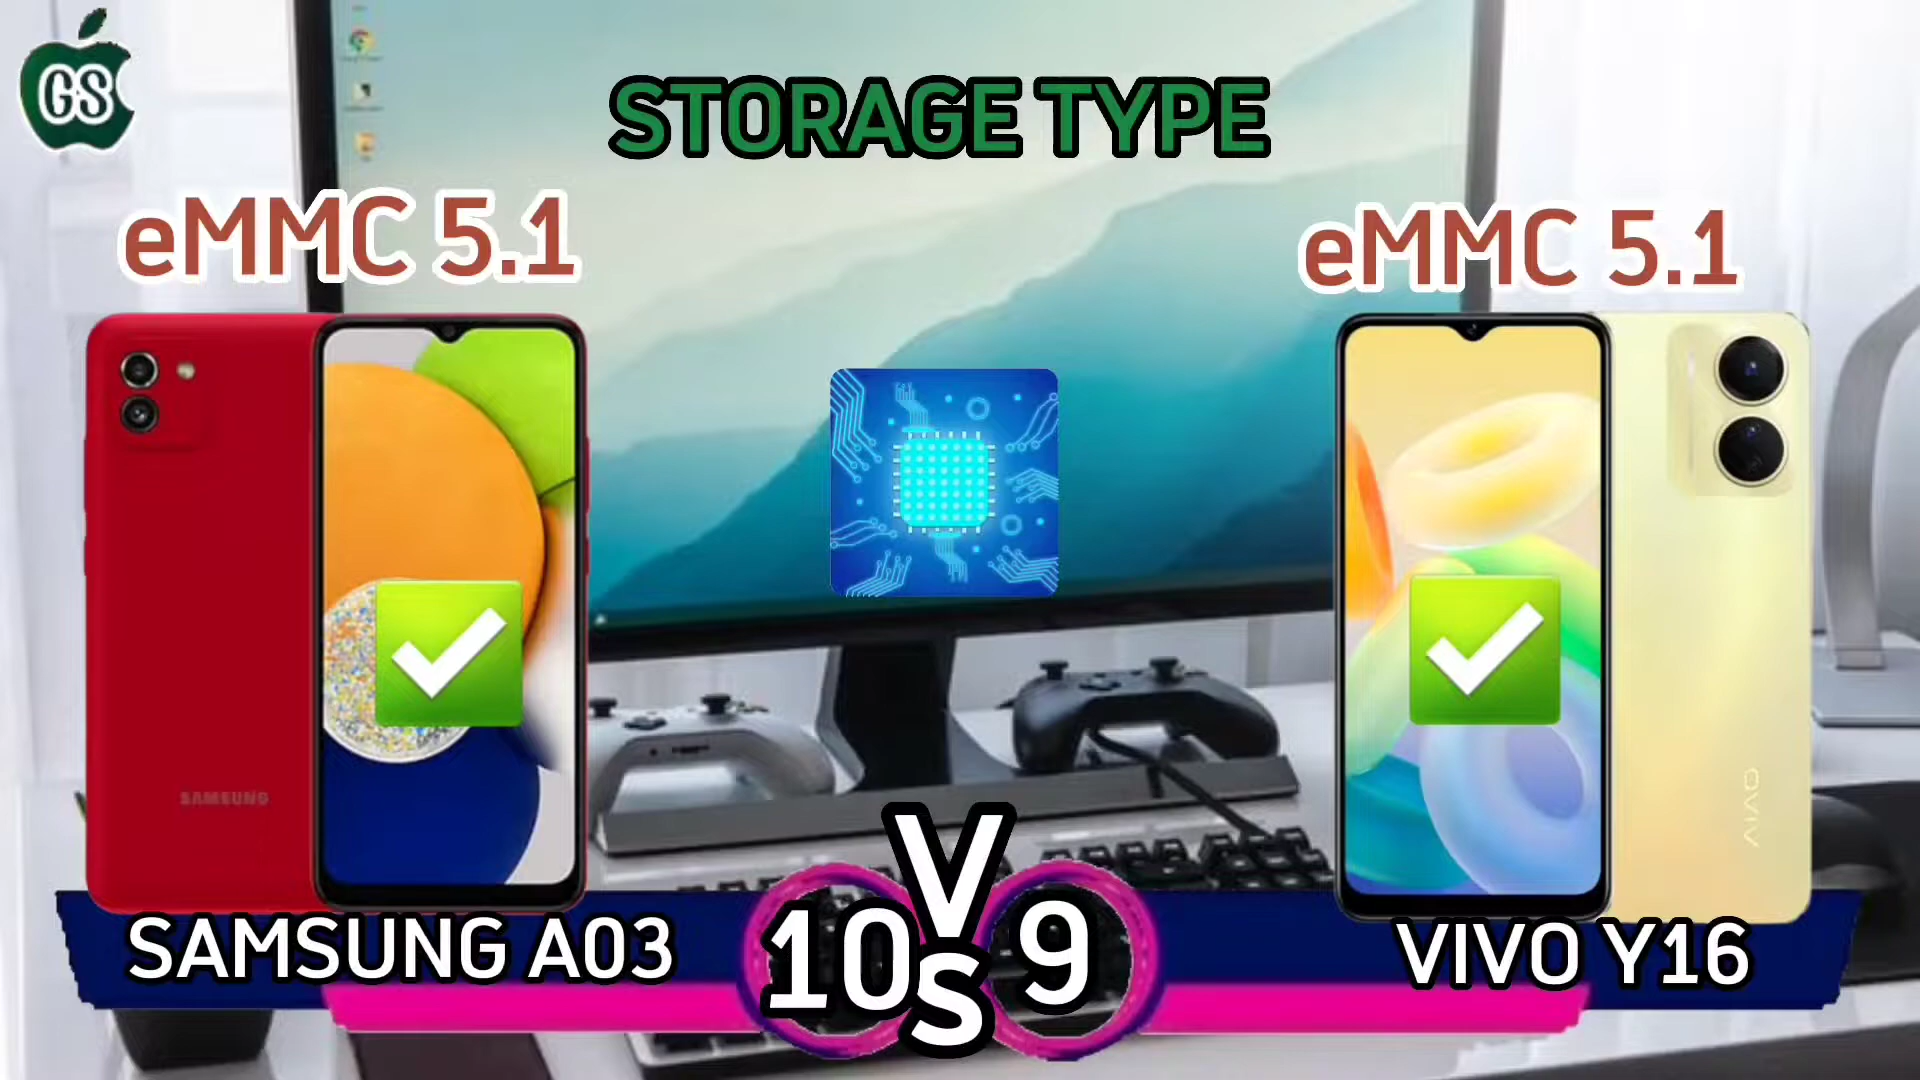 GS
STORAGE TYPE
eMMC 5.1
eMMC 5.1
SAMSUNG
vivo
SAMSUNG A03
10
VS
9
VIVO Y16